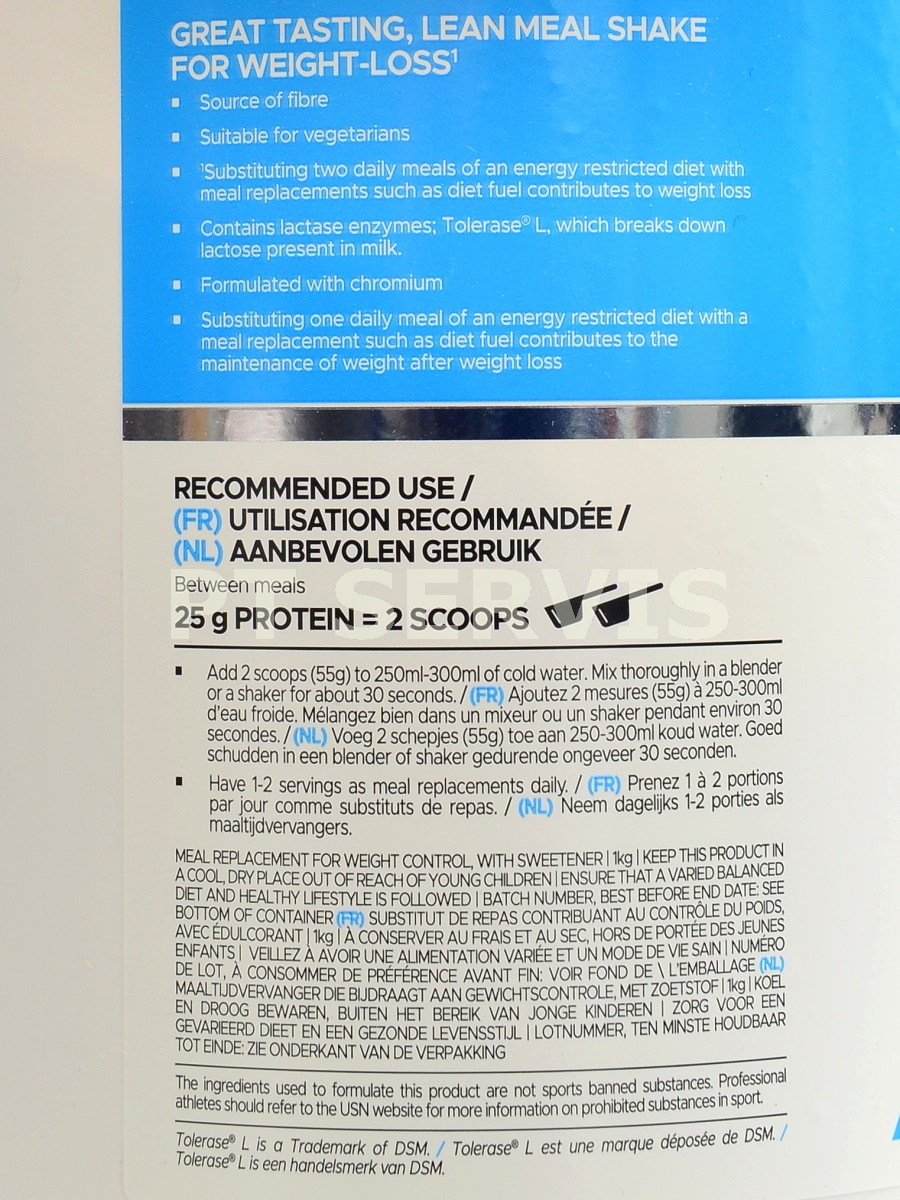 GREAT TASTING, LEAN MEAL SHAKE
FOR WEIGHT-LOSS¹
▪ Source of fibre
▪ Suitable for vegetarians
▪ ¹Substituting two daily meals of an energy restricted diet with
meal replacements such as diet fuel contributes to weight loss
▪ Contains lactase enzymes; Tolerase® L, which breaks down
lactose present in milk.
▪ Formulated with chromium
▪ Substituting one daily meal of an energy restricted diet with a
meal replacement such as diet fuel contributes to the
maintenance of weight after weight loss
RECOMMENDED USE /
(FR) UTILISATION RECOMMANDÉE /
(NL) AANBEVOLEN GEBRUIK
Between meals
PT SERVIS
25 g PROTEIN = 2 SCOOPS
▪ Add 2 scoops (55g) to 250ml-300ml of cold water. Mix thoroughly in a blender
or a shaker for about 30 seconds. / (FR) Ajoutez 2 mesures (55g) à 250-300ml
d'eau froide. Mélangez bien dans un mixeur ou un shaker pendant environ 30
secondes. / (NL) Voeg 2 schepjes (55g) toe aan 250-300ml koud water. Goed
schudden in een blender of shaker gedurende ongeveer 30 seconden.
▪ Have 1-2 servings as meal replacements daily. / (FR) Prenez 1 à 2 portions
par jour comme substituts de repas. / (NL) Neem dagelijks 1-2 porties als
maaltijdvervangers.
MEAL REPLACEMENT FOR WEIGHT CONTROL, WITH SWEETENER | 1kg | KEEP THIS PRODUCT IN
A COOL, DRY PLACE OUT OF REACH OF YOUNG CHILDREN | ENSURE THAT A VARIED BALANCED
DIET AND HEALTHY LIFESTYLE IS FOLLOWED | BATCH NUMBER, BEST BEFORE END DATE: SEE
BOTTOM OF CONTAINER (FR) SUBSTITUT DE REPAS CONTRIBUANT AU CONTRÔLE DU POIDS,
AVEC ÉDULCORANT | 1kg | À CONSERVER AU FRAIS ET AU SEC, HORS DE PORTÉE DES JEUNES
ENFANTS | VEILLEZ À AVOIR UNE ALIMENTATION VARIÉE ET UN MODE DE VIE SAIN | NUMÉRO
DE LOT, À CONSOMMER DE PRÉFÉRENCE AVANT FIN: VOIR FOND DE \ L'EMBALLAGE (NL)
MAALTIJDVERVANGER DIE BIJDRAAGT AAN GEWICHTSCONTROLE, MET ZOETSTOF | 1kg | KOEL
EN DROOG BEWAREN, BUITEN HET BEREIK VAN JONGE KINDEREN | ZORG VOOR EEN
GEVARIEERD DIEET EN EEN GEZONDE LEVENSSTIJL | LOTNUMMER, TEN MINSTE HOUDBAAR
TOT EINDE: ZIE ONDERKANT VAN DE VERPAKKING
The ingredients used to formulate this product are not sports banned substances. Professional
athletes should refer to the USN website for more information on prohibited substances in sport.
Tolerase® L is a Trademark of DSM. / Tolerase® L est une marque déposée de DSM. /
Tolerase® L is een handelsmerk van DSM.